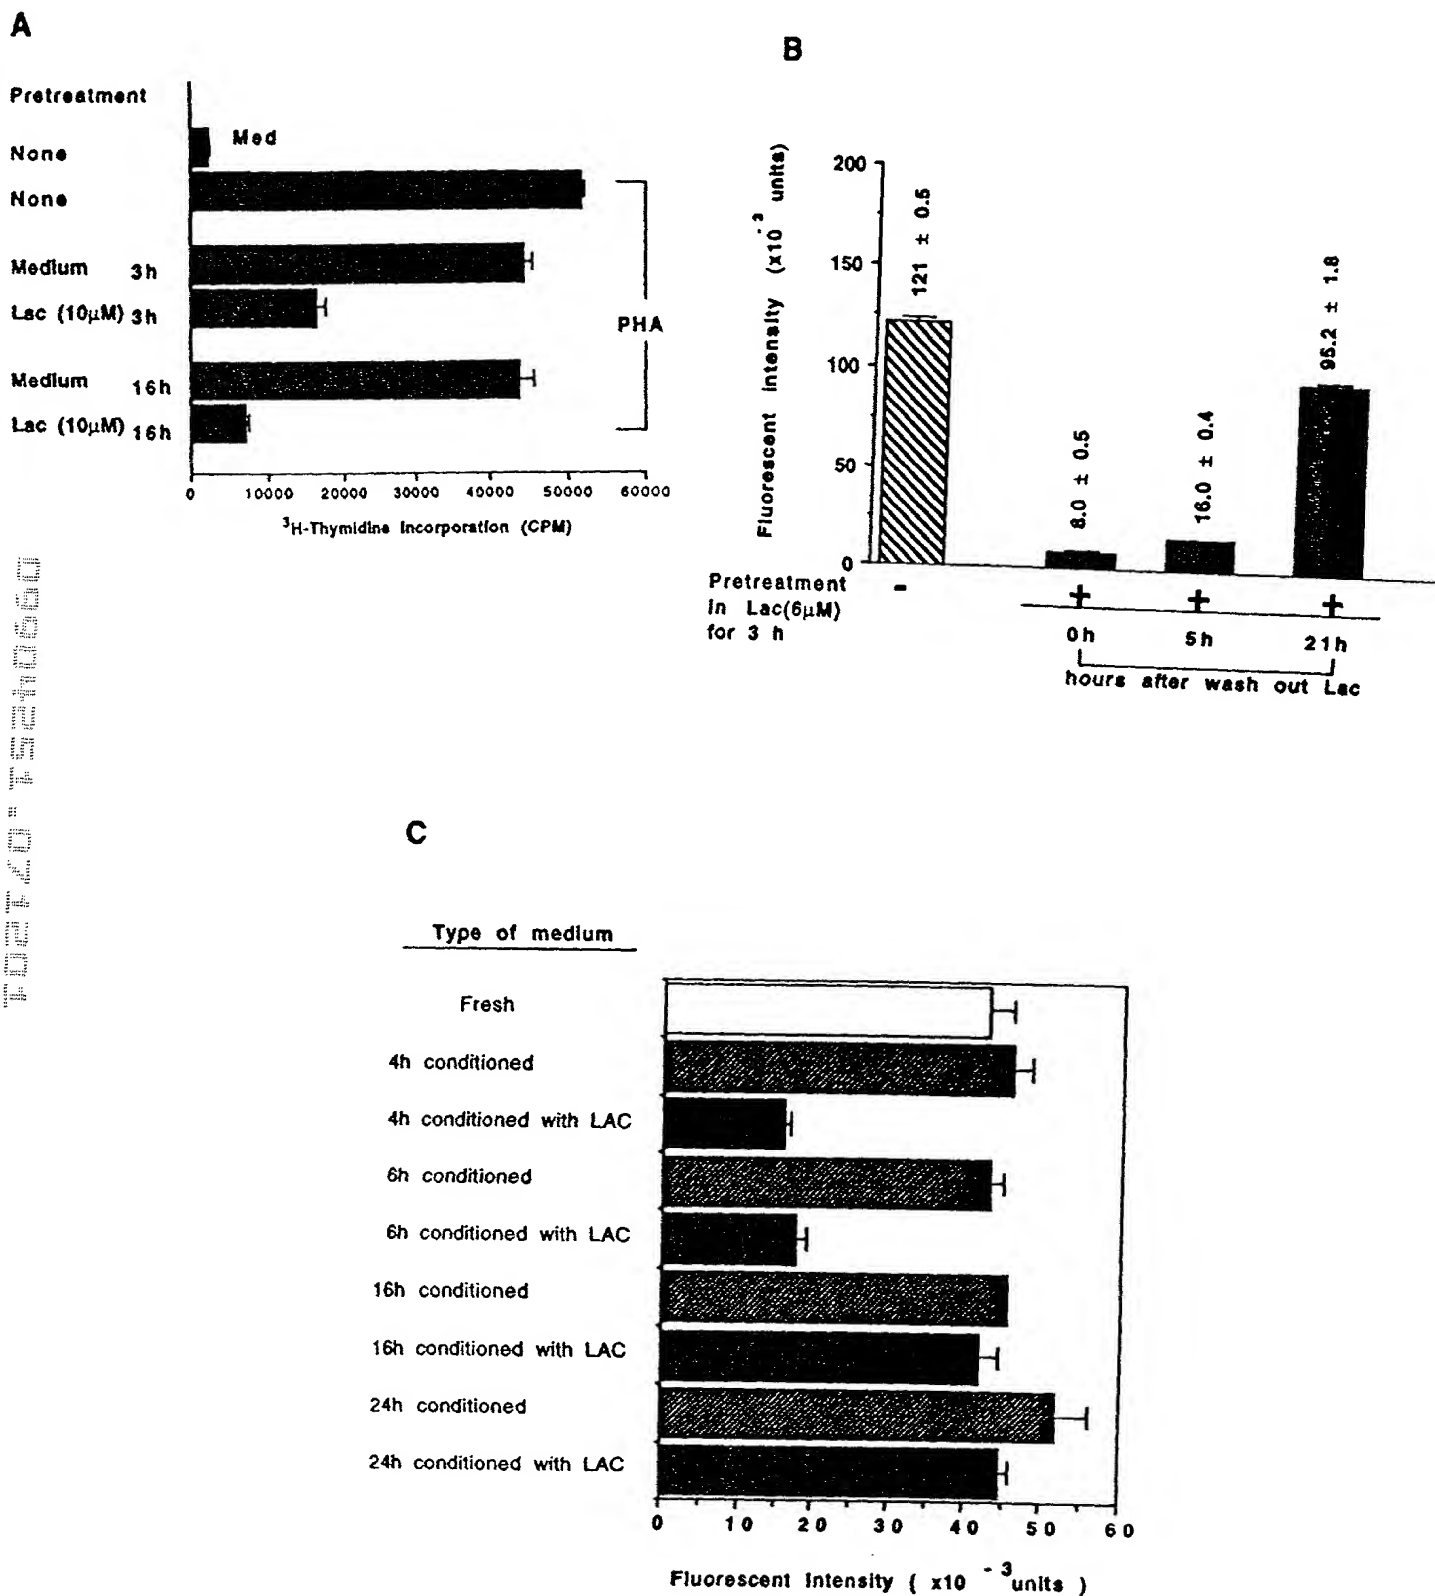 A
Pretreatment
None
Med
None
Medium 3h
Lac (10μM) 3h
PHA
Medium 16h
Lac (10μM) 16h
0 10000 20000 30000 40000 50000 60000
³H-Thymidine Incorporation (CPM)
B
Fluorescent intensity (x10⁻³ units)
200
150
100
50
0
121 ± 0.5
8.0 ± 0.5
16.0 ± 0.4
95.2 ± 1.8
Pretreatment
in Lac(6μM)
for 3 h
- + + +
0h 5h 21h
hours after wash out Lac
C
Type of medium
Fresh
4h conditioned
4h conditioned with LAC
6h conditioned
6h conditioned with LAC
16h conditioned
16h conditioned with LAC
24h conditioned
24h conditioned with LAC
0 10 20 30 40 50 60
Fluorescent Intensity ( x10⁻³units )